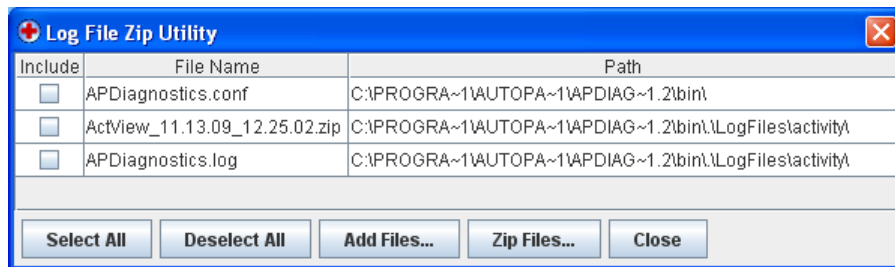 Log File Zip Utility
Include File Name Path
APDiagnostics.conf C:\PROGRA~1\AUTOPA~1\APDIAG~1.2\bin\
ActView_11.13.09_12.25.02.zip C:\PROGRA~1\AUTOPA~1\APDIAG~1.2\bin\.\LogFiles\activity\
APDiagnostics.log C:\PROGRA~1\AUTOPA~1\APDIAG~1.2\bin\.\LogFiles\activity\
Select All Deselect All Add Files... Zip Files... Close